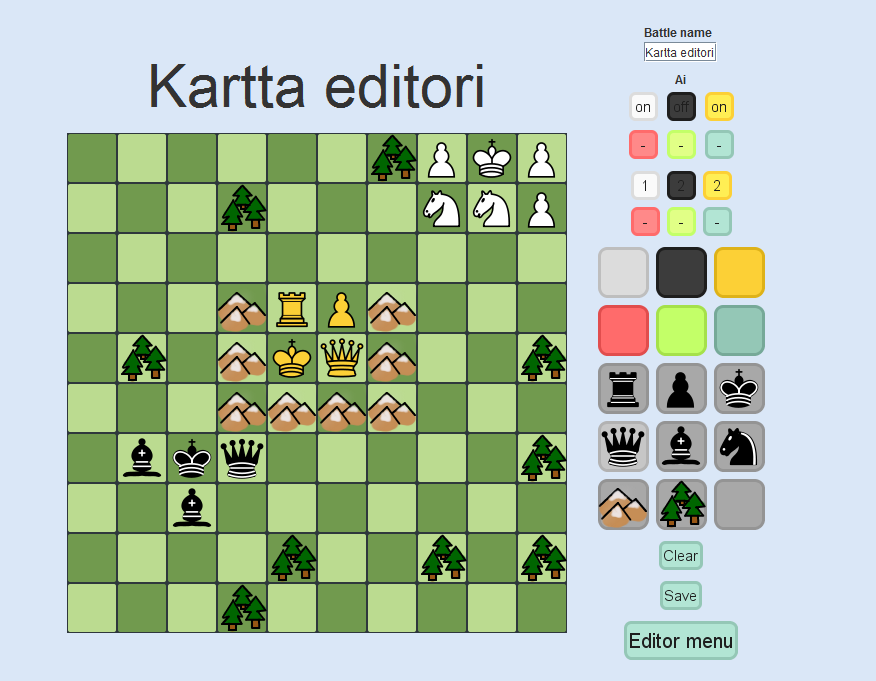 Kartta editori
Battle name
Kartta editori
Ai
on off on
- - -
1 2 2
- - -
Clear
Save
Editor menu